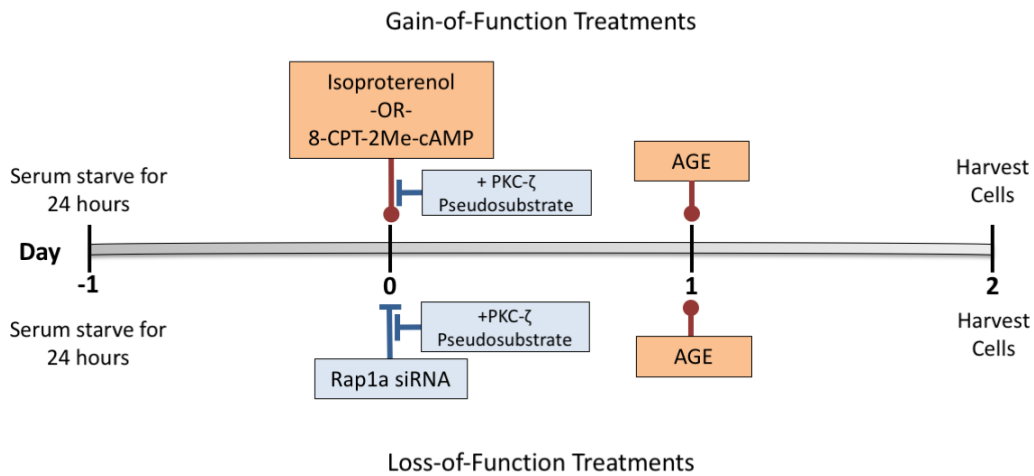 Gain-of-Function Treatments
Isoproterenol
-OR-
8-CPT-2Me-cAMP
+ PKC-ζ
Pseudosubstrate
AGE
Serum starve for
24 hours
Harvest
Cells
Day
-1
0
1
2
Serum starve for
24 hours
+PKC-ζ
Pseudosubstrate
Rap1a siRNA
AGE
Harvest
Cells
Loss-of-Function Treatments